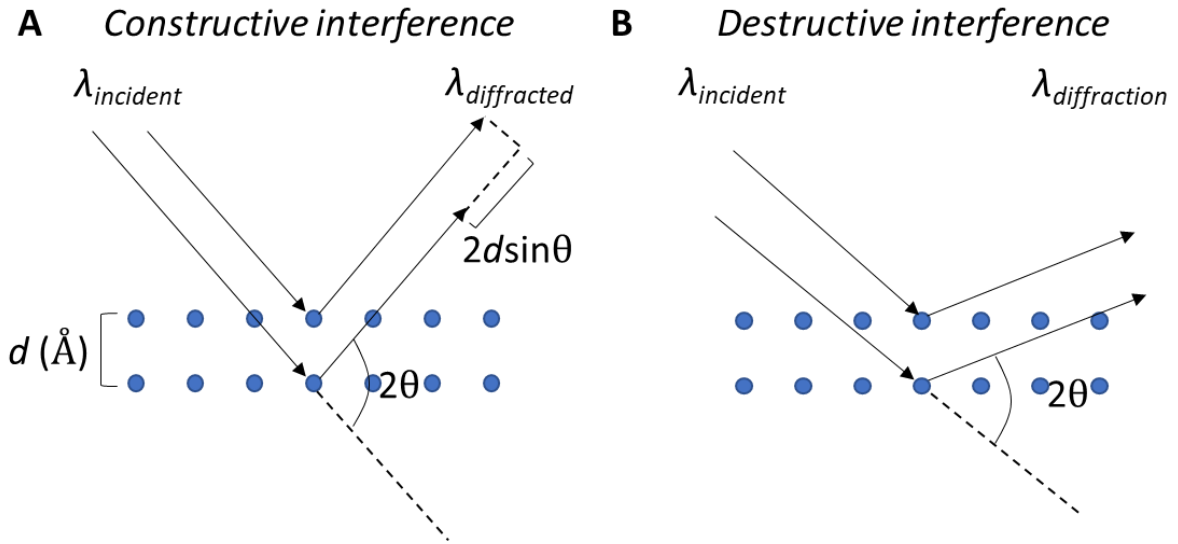 A Constructive interference
λincident
λdiffracted
2dsinθ
d (Å)
2θ
B Destructive interference
λincident
λdiffraction
2θ